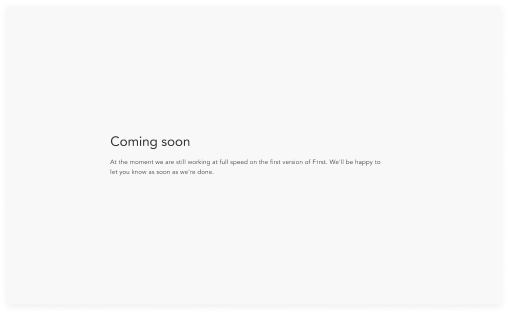 Coming soon
At the moment we are still working at full speed on the first version of F1rst. We'll be happy to
let you know as soon as we're done.